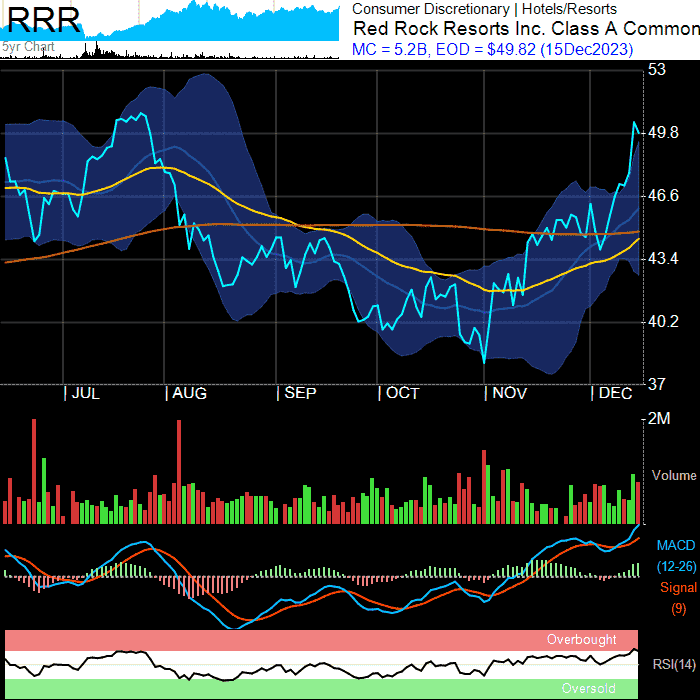 RRR
5yr Chart
Consumer Discretionary | Hotels/Resorts
Red Rock Resorts Inc. Class A Common
MC = 5.2B, EOD = $49.82 (15Dec2023)
53
49.8
46.6
43.4
40.2
37
| JUL | AUG | SEP | OCT | NOV | DEC
2M
Volume
MACD
(12-26)
Signal
(9)
Overbought
RSI(14)
Oversold